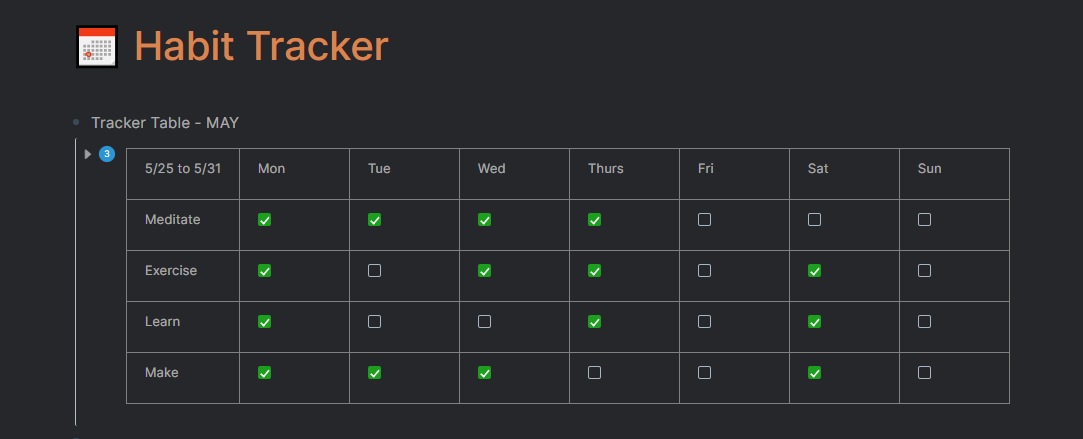 Habit Tracker
Tracker Table - MAY
3
5/25 to 5/31 Mon Tue Wed Thurs Fri Sat Sun
Meditate
Exercise
Learn
Make